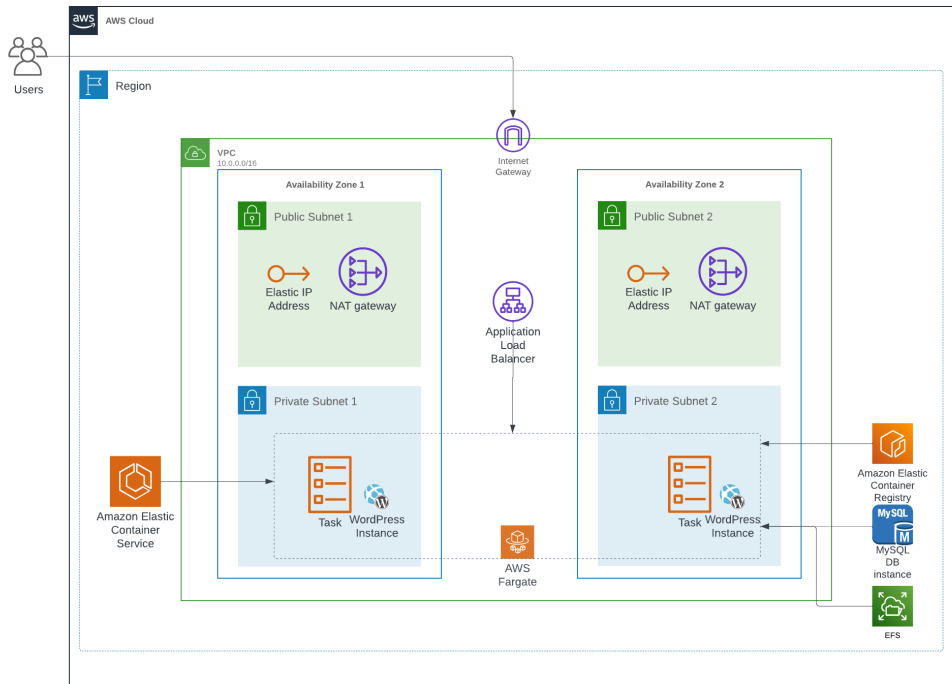 aws
AWS Cloud
Users
Region
VPC
10.0.0.0/16
Internet
Gateway
Availability Zone 1
Availability Zone 2
Public Subnet 1
Public Subnet 2
Elastic IP
Address
NAT gateway
Elastic IP
Address
NAT gateway
Application
Load
Balancer
Private Subnet 1
Private Subnet 2
Amazon Elastic
Container
Service
Task
WordPress
Instance
Task
WordPress
Instance
AWS
Fargate
Amazon Elastic
Container
Registry
MySQL
M
MySQL
DB
instance
EFS